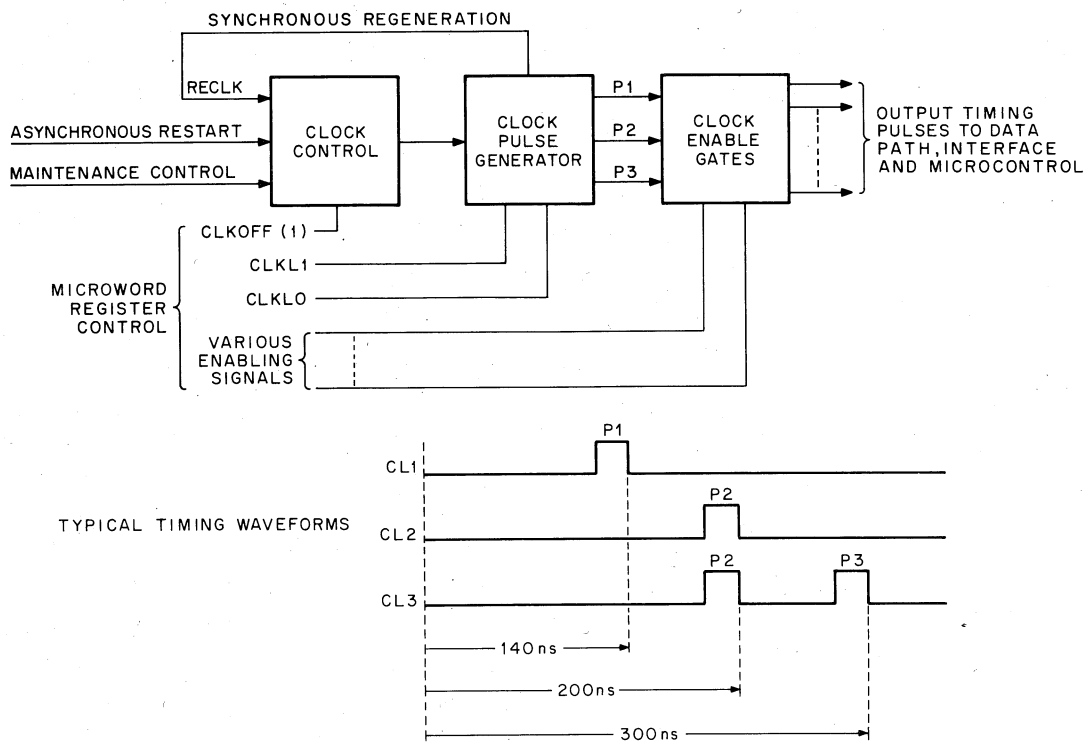 SYNCHRONOUS REGENERATION
RECLK
ASYNCHRONOUS RESTART
MAINTENANCE CONTROL
CLOCK
CONTROL
CLOCK
PULSE
GENERATOR
P1
P2
P3
CLOCK
ENABLE
GATES
OUTPUT TIMING
PULSES TO DATA
PATH, INTERFACE
AND MICROCONTROL
MICROWORD
REGISTER
CONTROL
CLKOFF (1)
CLKL1
CLKL0
VARIOUS
ENABLING
SIGNALS
TYPICAL TIMING WAVEFORMS
CL1
P1
CL2
P2
CL3
P2
P3
140ns
200ns
300ns